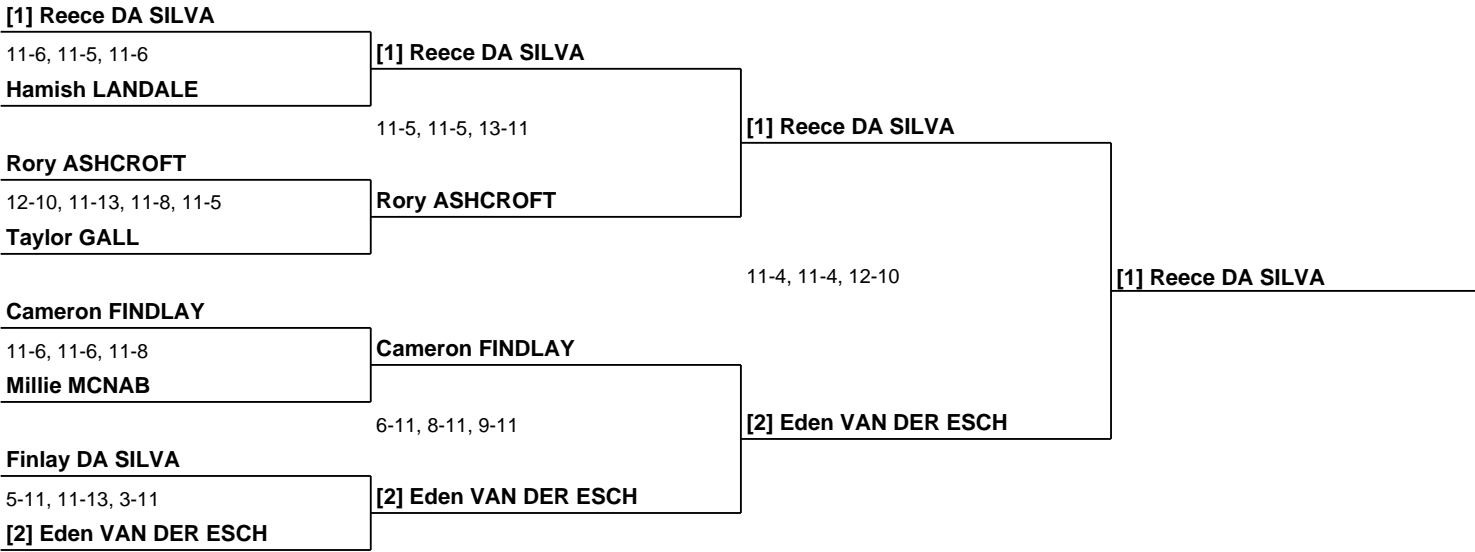 [1] Reece DA SILVA
11-6, 11-5, 11-6
Hamish LANDALE
Rory ASHCROFT
12-10, 11-13, 11-8, 11-5
Taylor GALL
Cameron FINDLAY
11-6, 11-6, 11-8
Millie MCNAB
Finlay DA SILVA
5-11, 11-13, 3-11
[2] Eden VAN DER ESCH
[1] Reece DA SILVA
11-5, 11-5, 13-11
Rory ASHCROFT
Cameron FINDLAY
6-11, 8-11, 9-11
[2] Eden VAN DER ESCH
[1] Reece DA SILVA
11-4, 11-4, 12-10
[2] Eden VAN DER ESCH
[1] Reece DA SILVA